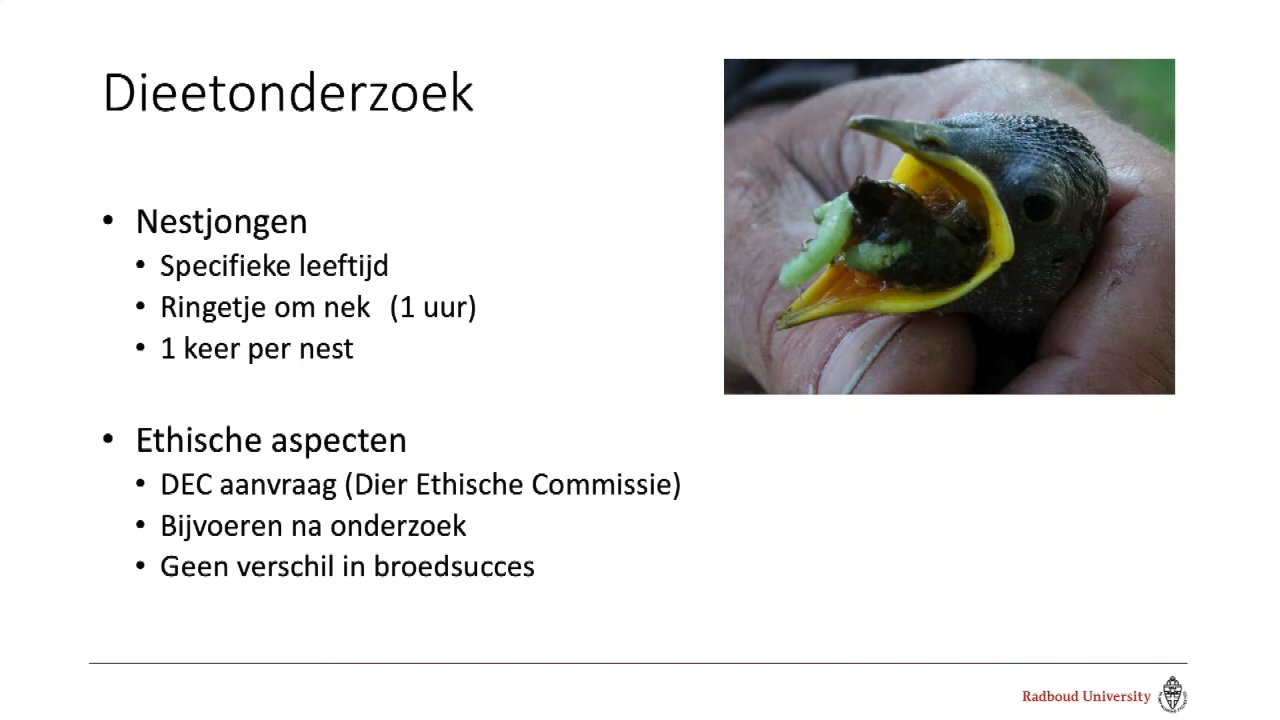 Dieetonderzoek
• Nestjongen
• Specifieke leeftijd
• Ringetje om nek (1 uur)
• 1 keer per nest
• Ethische aspecten
• DEC aanvraag (Dier Ethische Commissie)
• Bijvoeren na onderzoek
• Geen verschil in broedsucces
Radboud University